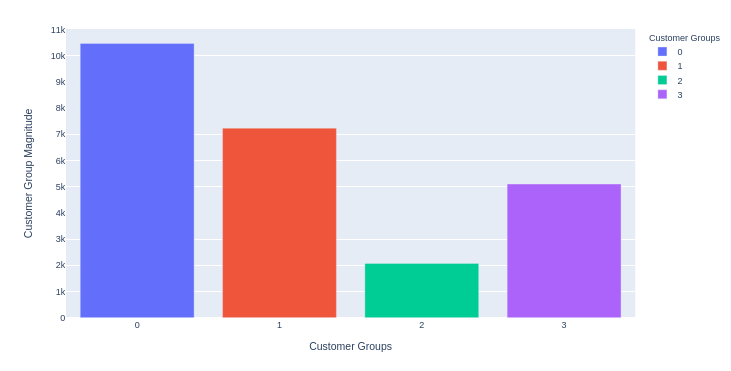 11k
10k
9k
8k
7k
6k
5k
4k
3k
2k
1k
0
Customer Group Magnitude
0
1
2
3
Customer Groups
Customer Groups
0
1
2
3